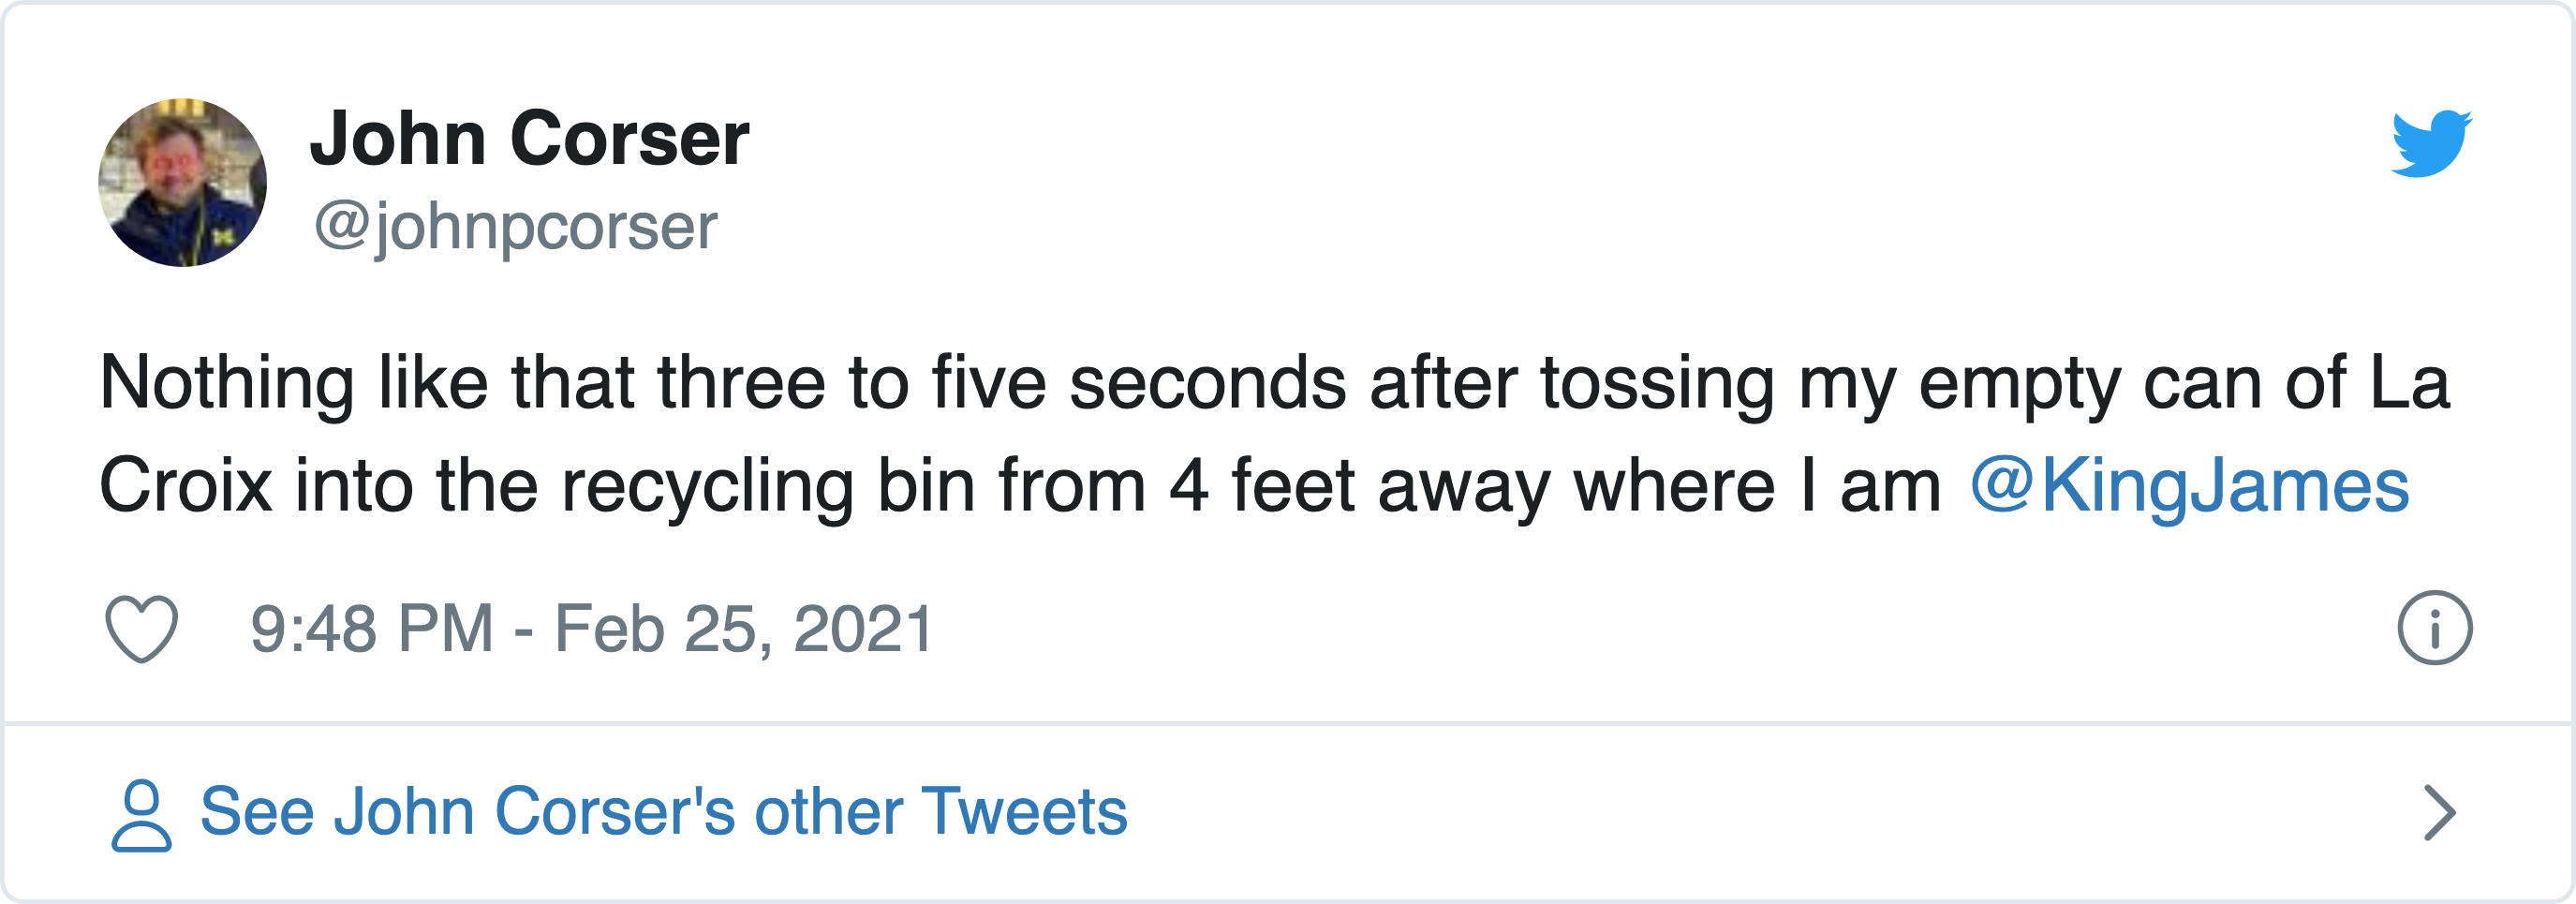 John Corser
@johnpcorser
Nothing like that three to five seconds after tossing my empty can of La
Croix into the recycling bin from 4 feet away where I am @KingJames
9:48 PM - Feb 25, 2021
See John Corser's other Tweets